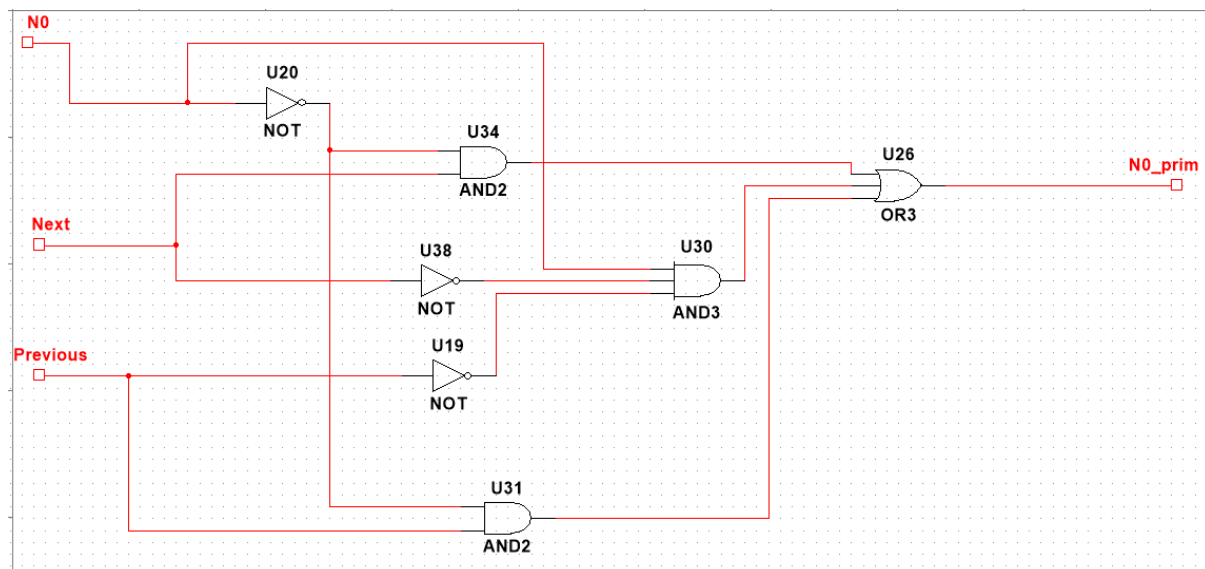 N0
U20
NOT
U34
AND2
U26
OR3
N0_prim
Next
U38
NOT
U30
AND3
Previous
U19
NOT
U31
AND2